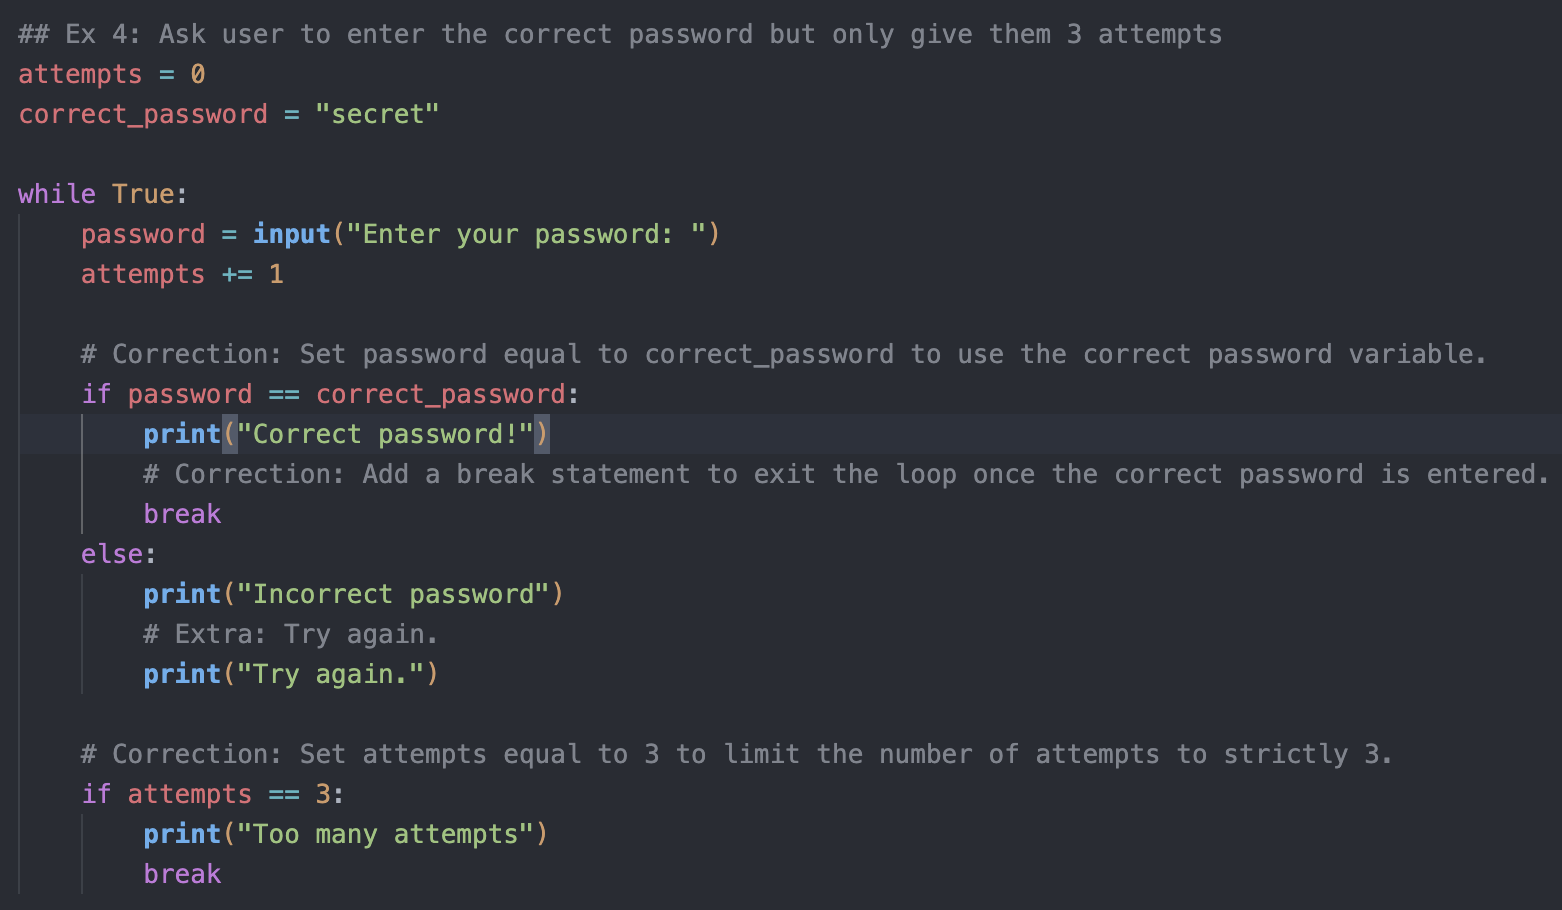 ## Ex 4: Ask user to enter the correct password but only give them 3 attempts
attempts = 0
correct_password = "secret"

while True:
    password = input("Enter your password: ")
    attempts += 1

    # Correction: Set password equal to correct_password to use the correct password variable.
    if password == correct_password:
        print("Correct password!")
        # Correction: Add a break statement to exit the loop once the correct password is entered.
        break
    else:
        print("Incorrect password")
        # Extra: Try again.
        print("Try again.")

    # Correction: Set attempts equal to 3 to limit the number of attempts to strictly 3.
    if attempts == 3:
        print("Too many attempts")
        break